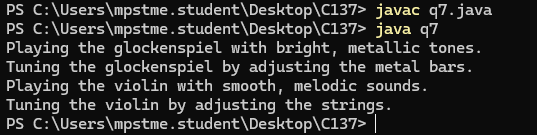 PS C:\Users\mpstme.student\Desktop\C137> javac q7.java
PS C:\Users\mpstme.student\Desktop\C137> java q7
Playing the glockenspiel with bright, metallic tones.
Tuning the glockenspiel by adjusting the metal bars.
Playing the violin with smooth, melodic sounds.
Tuning the violin by adjusting the strings.
PS C:\Users\mpstme.student\Desktop\C137>